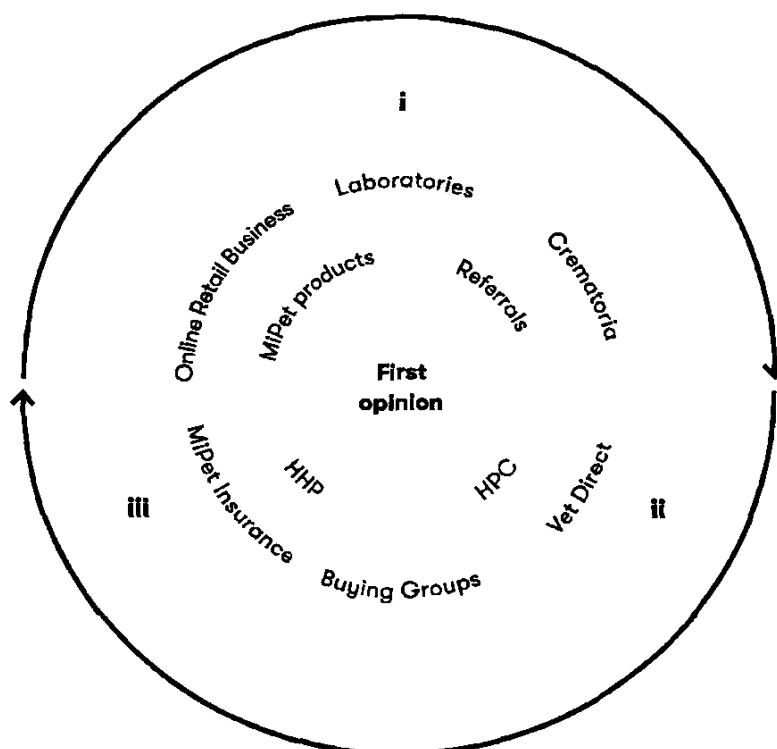 i
Laboratories
Online Retail Business
Crematoria
MiPet products
Referrals
First
opinion
MiPet Insurance
HHP
HPC
Vet Direct
iii
ii
Buying Groups